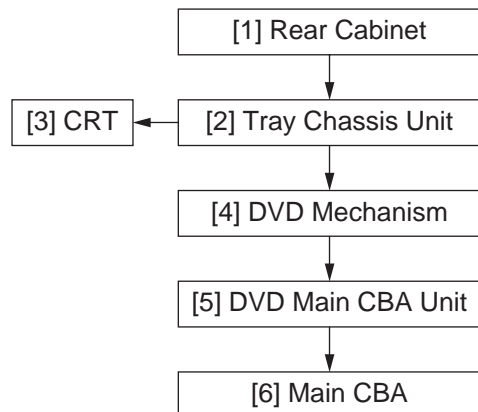 [1] Rear Cabinet
[3] CRT
[2] Tray Chassis Unit
[4] DVD Mechanism
[5] DVD Main CBA Unit
[6] Main CBA